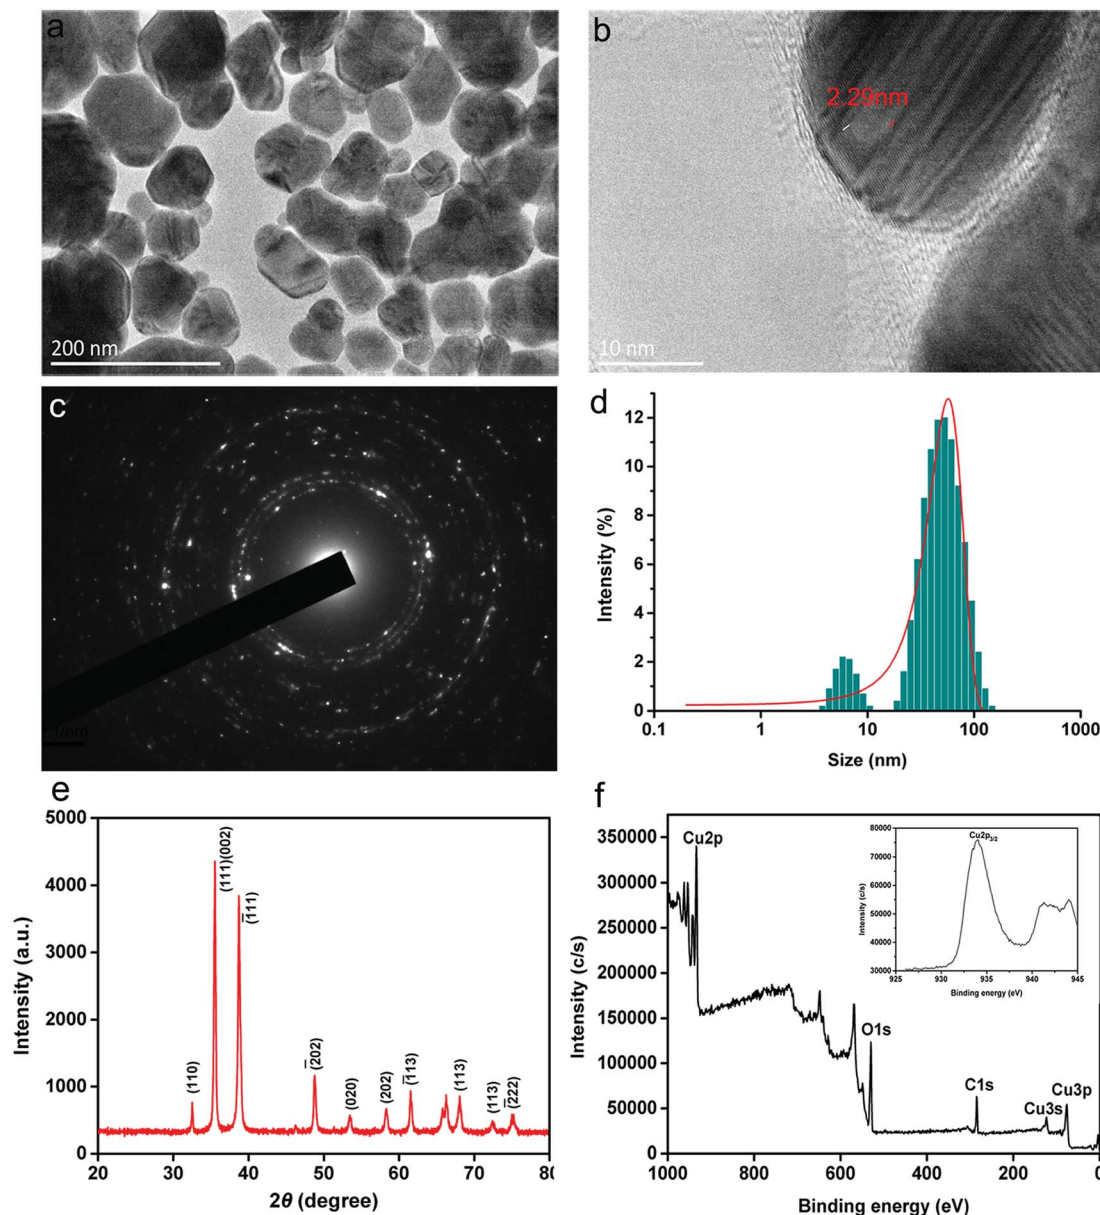 a
200 nm
b
2.29nm
10 nm
c
1/nm
d
Intensity (%)
12
10
8
6
4
2
0
0.1 1 10 100 1000
Size (nm)
e
Intensity (a.u.)
5000
4000
3000
2000
1000
0
(110)
(111)(002)
(1̅11)
(2̅02)
(020)
(202)
(1̅13)
(113)
(113)
(2̅22)
20 30 40 50 60 70 80
2θ (degree)
f
Intensity (c/s)
350000
300000
250000
200000
150000
100000
50000
0
Cu2p
O1s
C1s
Cu3s
Cu3p
1000 800 600 400 200 0
Binding energy (eV)
Cu2p3/2
Intensity (c/s)
80000
70000
60000
50000
40000
30000
925 930 935 940 945
Binding energy (eV)